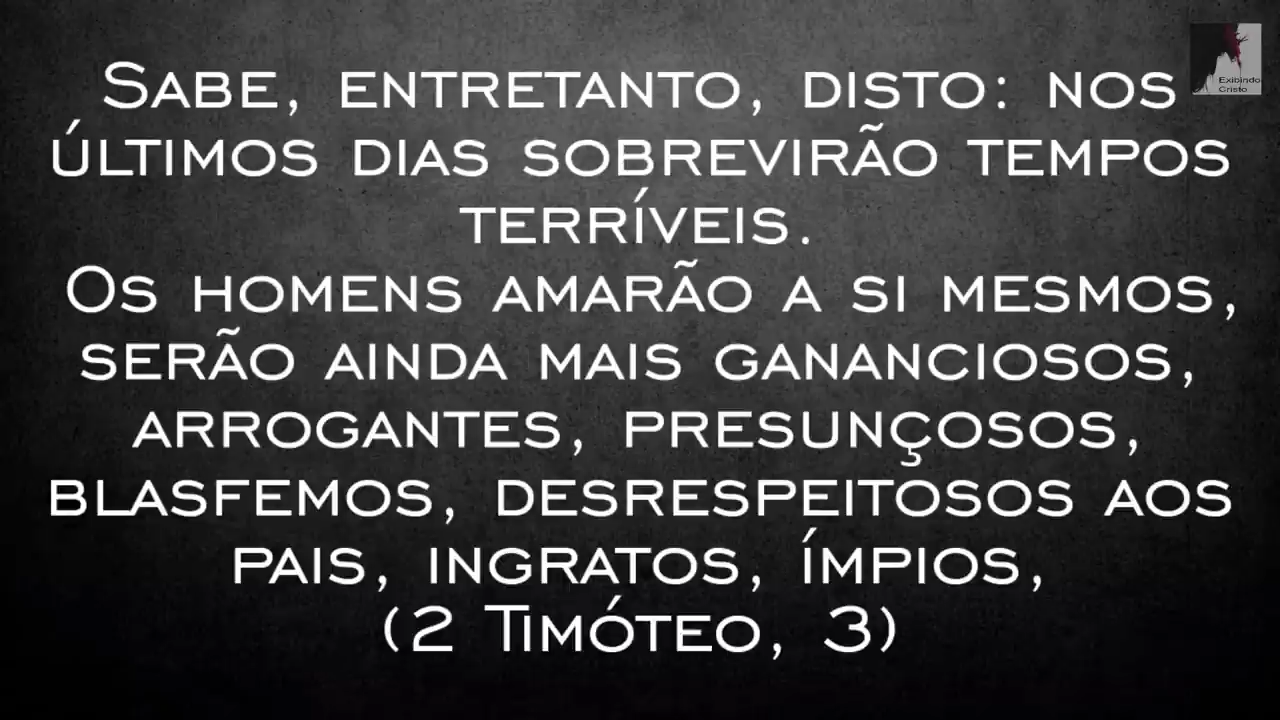 Sabe, entretanto, disto: nos
últimos dias sobrevirão tempos
terríveis.
Os homens amarão a si mesmos,
serão ainda mais gananciosos,
arrogantes, presunçosos,
blasfemos, desrespeitosos aos
pais, ingratos, ímpios,
(2 Timóteo, 3)
Exibindo
Cristo